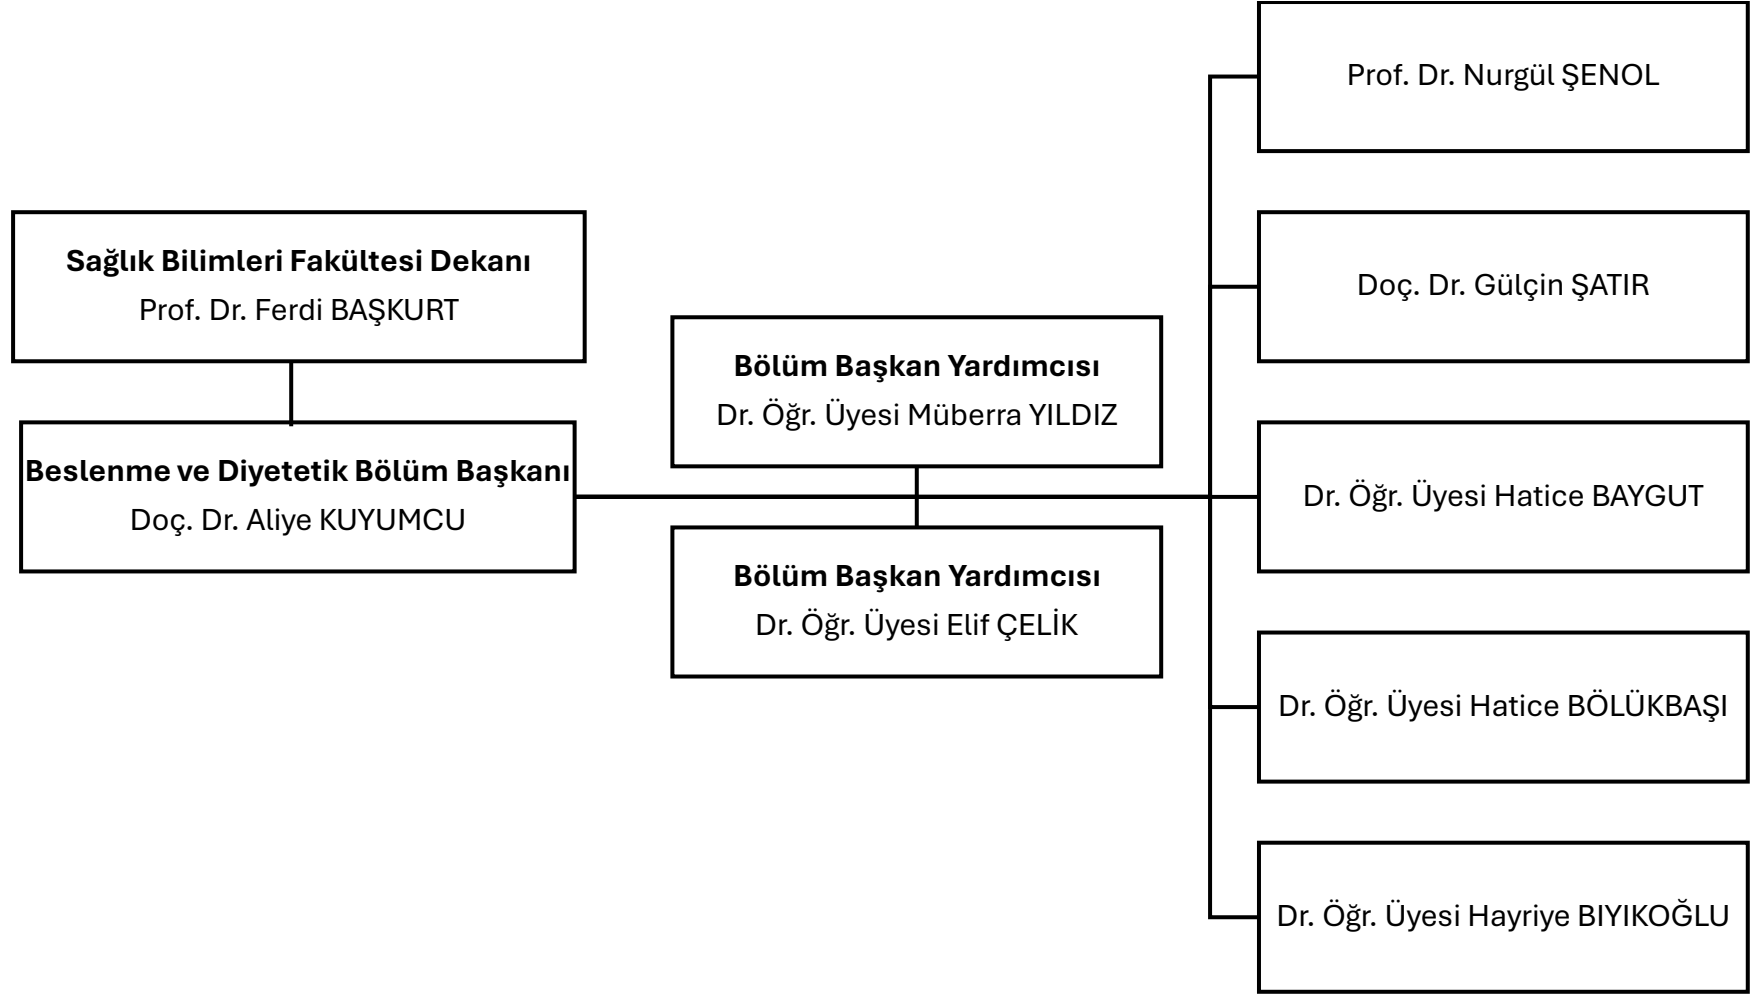 Sağlık Bilimleri Fakültesi Dekanı
Prof. Dr. Ferdi BAŞKURT
Beslenme ve Diyetetik Bölüm Başkanı
Doç. Dr. Aliye KUYUMCU
Bölüm Başkan Yardımcısı
Dr. Öğr. Üyesi Müberra YILDIZ
Bölüm Başkan Yardımcısı
Dr. Öğr. Üyesi Elif ÇELİK
Prof. Dr. Nurgül ŞENOL
Doç. Dr. Gülçin ŞATIR
Dr. Öğr. Üyesi Hatice BAYGUT
Dr. Öğr. Üyesi Hatice BÖLÜKBAŞI
Dr. Öğr. Üyesi Hayriye BIYIKOĞLU